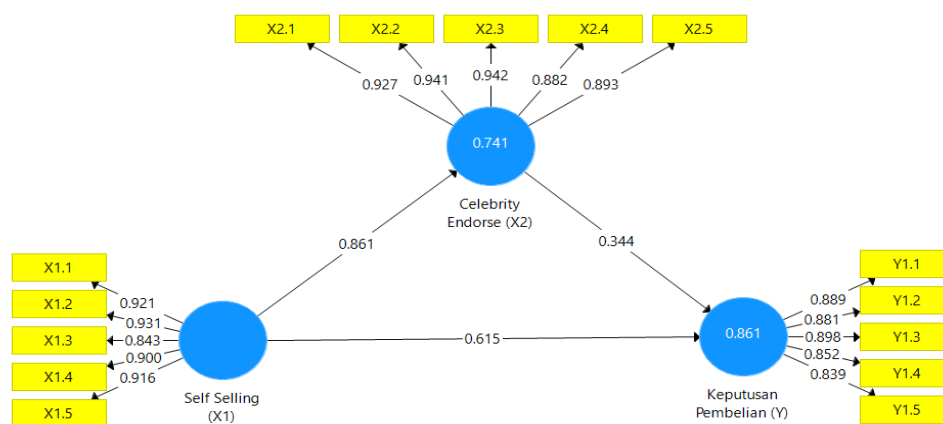 X2.1
X2.2
X2.3
X2.4
X2.5
0.927
0.941
0.942
0.882
0.893
0.741
Celebrity
Endorse (X2)
0.861
0.344
X1.1
X1.2
X1.3
X1.4
X1.5
0.921
0.931
0.843
0.900
0.916
Self Selling
(X1)
0.615
0.861
Keputusan
Pembelian (Y)
0.889
0.881
0.898
0.852
0.839
Y1.1
Y1.2
Y1.3
Y1.4
Y1.5